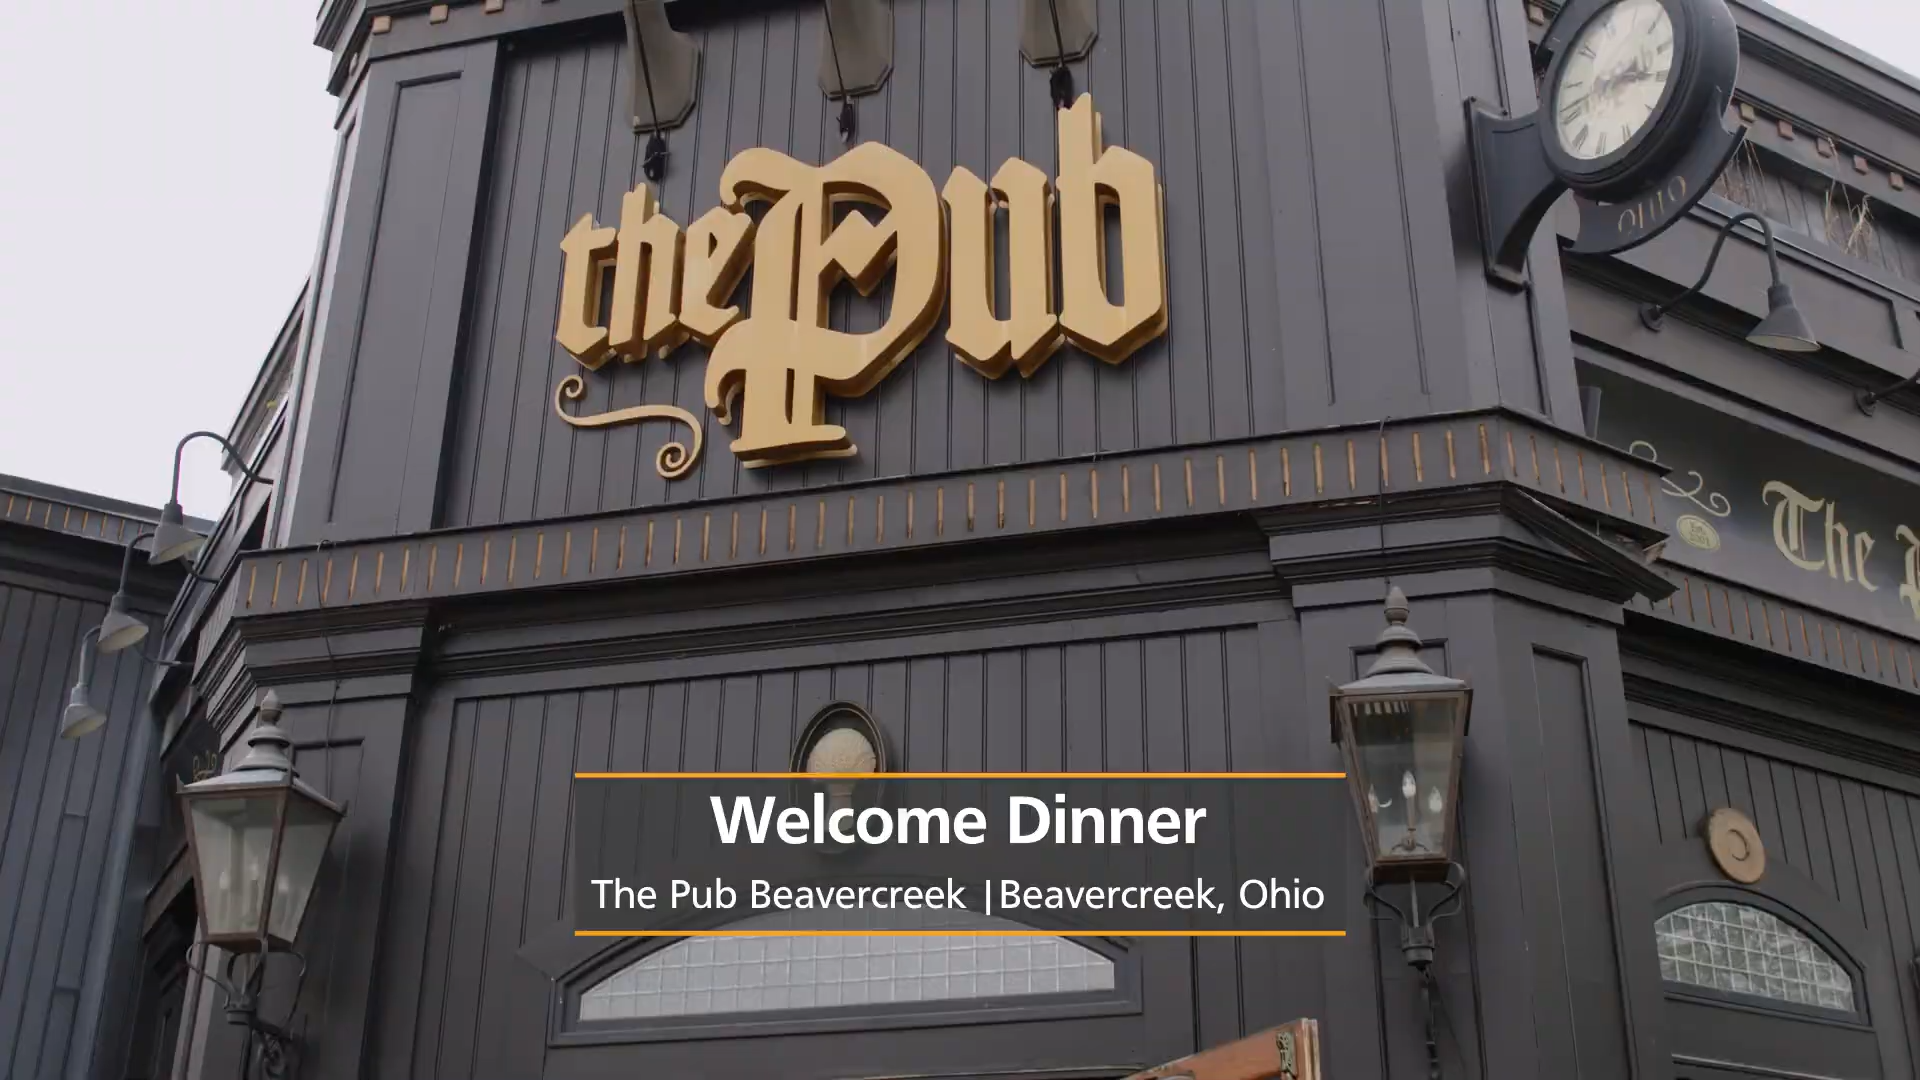 the Pub
OHIO
The
Welcome Dinner
The Pub Beavercreek | Beavercreek, Ohio